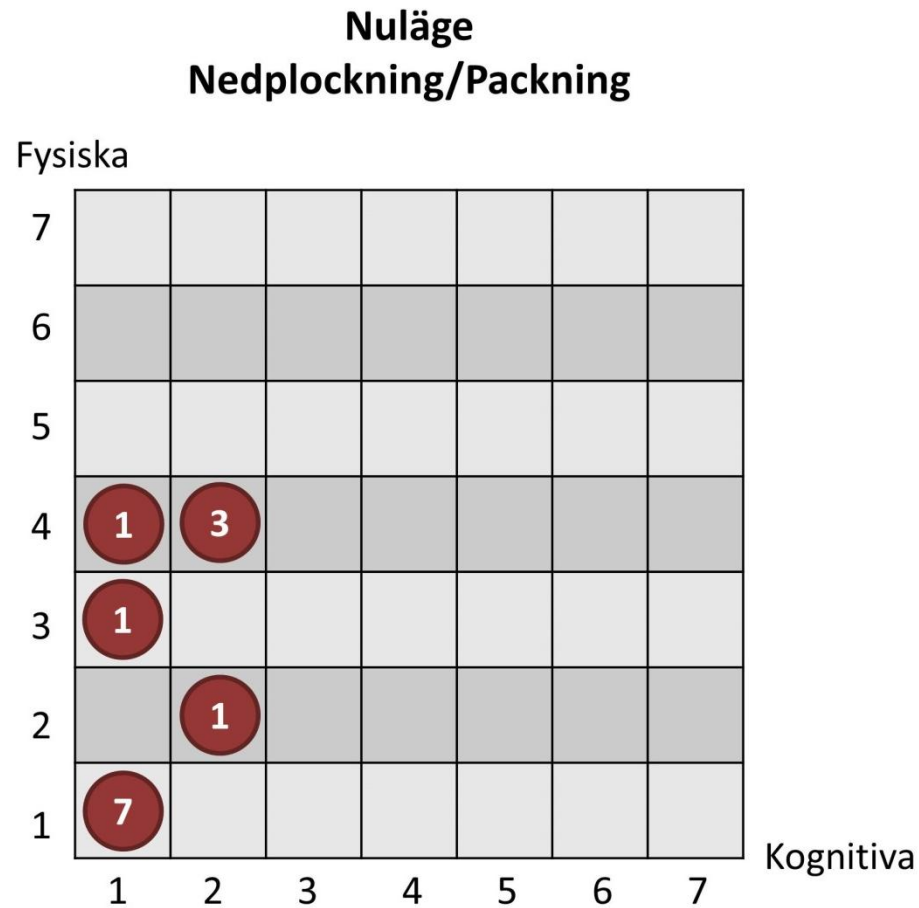 Nuläge
Nedplockning/Packning
Fysiska
7
6
5
4 1 3
3 1
2 1
1 7
Kognitiva
1 2 3 4 5 6 7